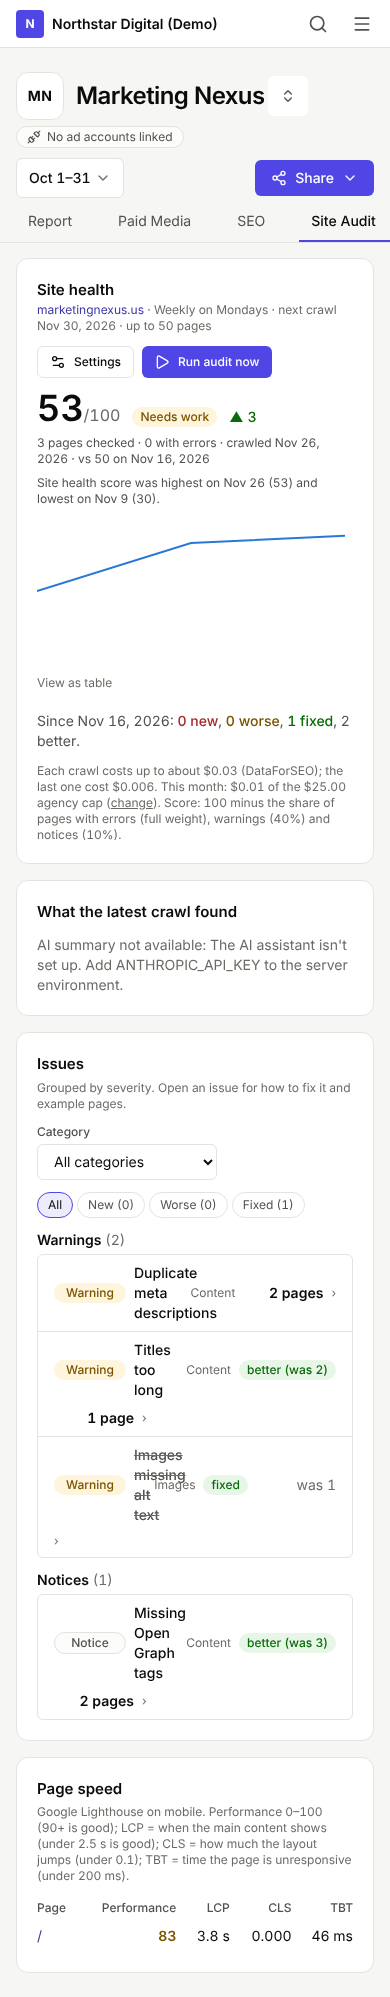 N Northstar Digital (Demo)
MN Marketing Nexus
No ad accounts linked
Oct 1–31
Share
Report Paid Media SEO Site Audit
Site health
marketingnexus.us · Weekly on Mondays · next crawl
Nov 30, 2026 · up to 50 pages
Settings Run audit now
53/100 Needs work ▲ 3
3 pages checked · 0 with errors · crawled Nov 26,
2026 · vs 50 on Nov 16, 2026
Site health score was highest on Nov 26 (53) and
lowest on Nov 9 (30).
View as table
Since Nov 16, 2026: 0 new, 0 worse, 1 fixed, 2
better.
Each crawl costs up to about $0.03 (DataForSEO); the
last one cost $0.006. This month: $0.01 of the $25.00
agency cap (change). Score: 100 minus the share of
pages with errors (full weight), warnings (40%) and
notices (10%).
What the latest crawl found
AI summary not available: The AI assistant isn't
set up. Add ANTHROPIC_API_KEY to the server
environment.
Issues
Grouped by severity. Open an issue for how to fix it and
example pages.
Category
All categories
All New (0) Worse (0) Fixed (1)
Warnings (2)
Warning
Duplicate
meta
descriptions
Content
2 pages ›
Warning
Titles
too
long
Content
better (was 2)
1 page ›
Warning
Images
missing
alt
text
Images
fixed
was 1
›
Notices (1)
Notice
Missing
Open
Graph
tags
Content
better (was 3)
2 pages ›
Page speed
Google Lighthouse on mobile. Performance 0–100
(90+ is good); LCP = when the main content shows
(under 2.5 s is good); CLS = how much the layout
jumps (under 0.1); TBT = time the page is unresponsive
(under 200 ms).
Page Performance LCP CLS TBT
/ 83 3.8 s 0.000 46 ms